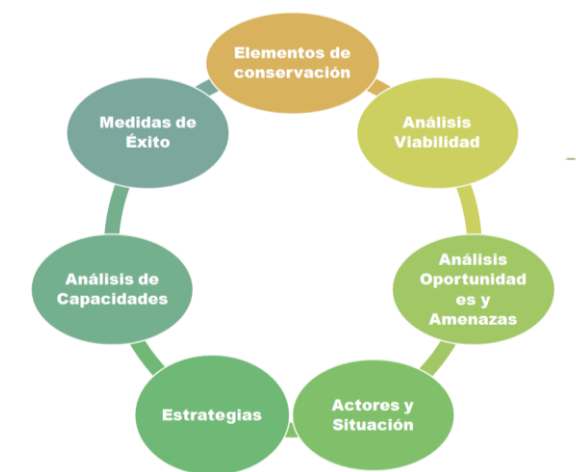 Elementos de
conservación
Análisis
Viabilidad
Análisis
Oportunidad
es y
Amenazas
Actores y
Situación
Estrategias
Análisis de
Capacidades
Medidas de
Éxito